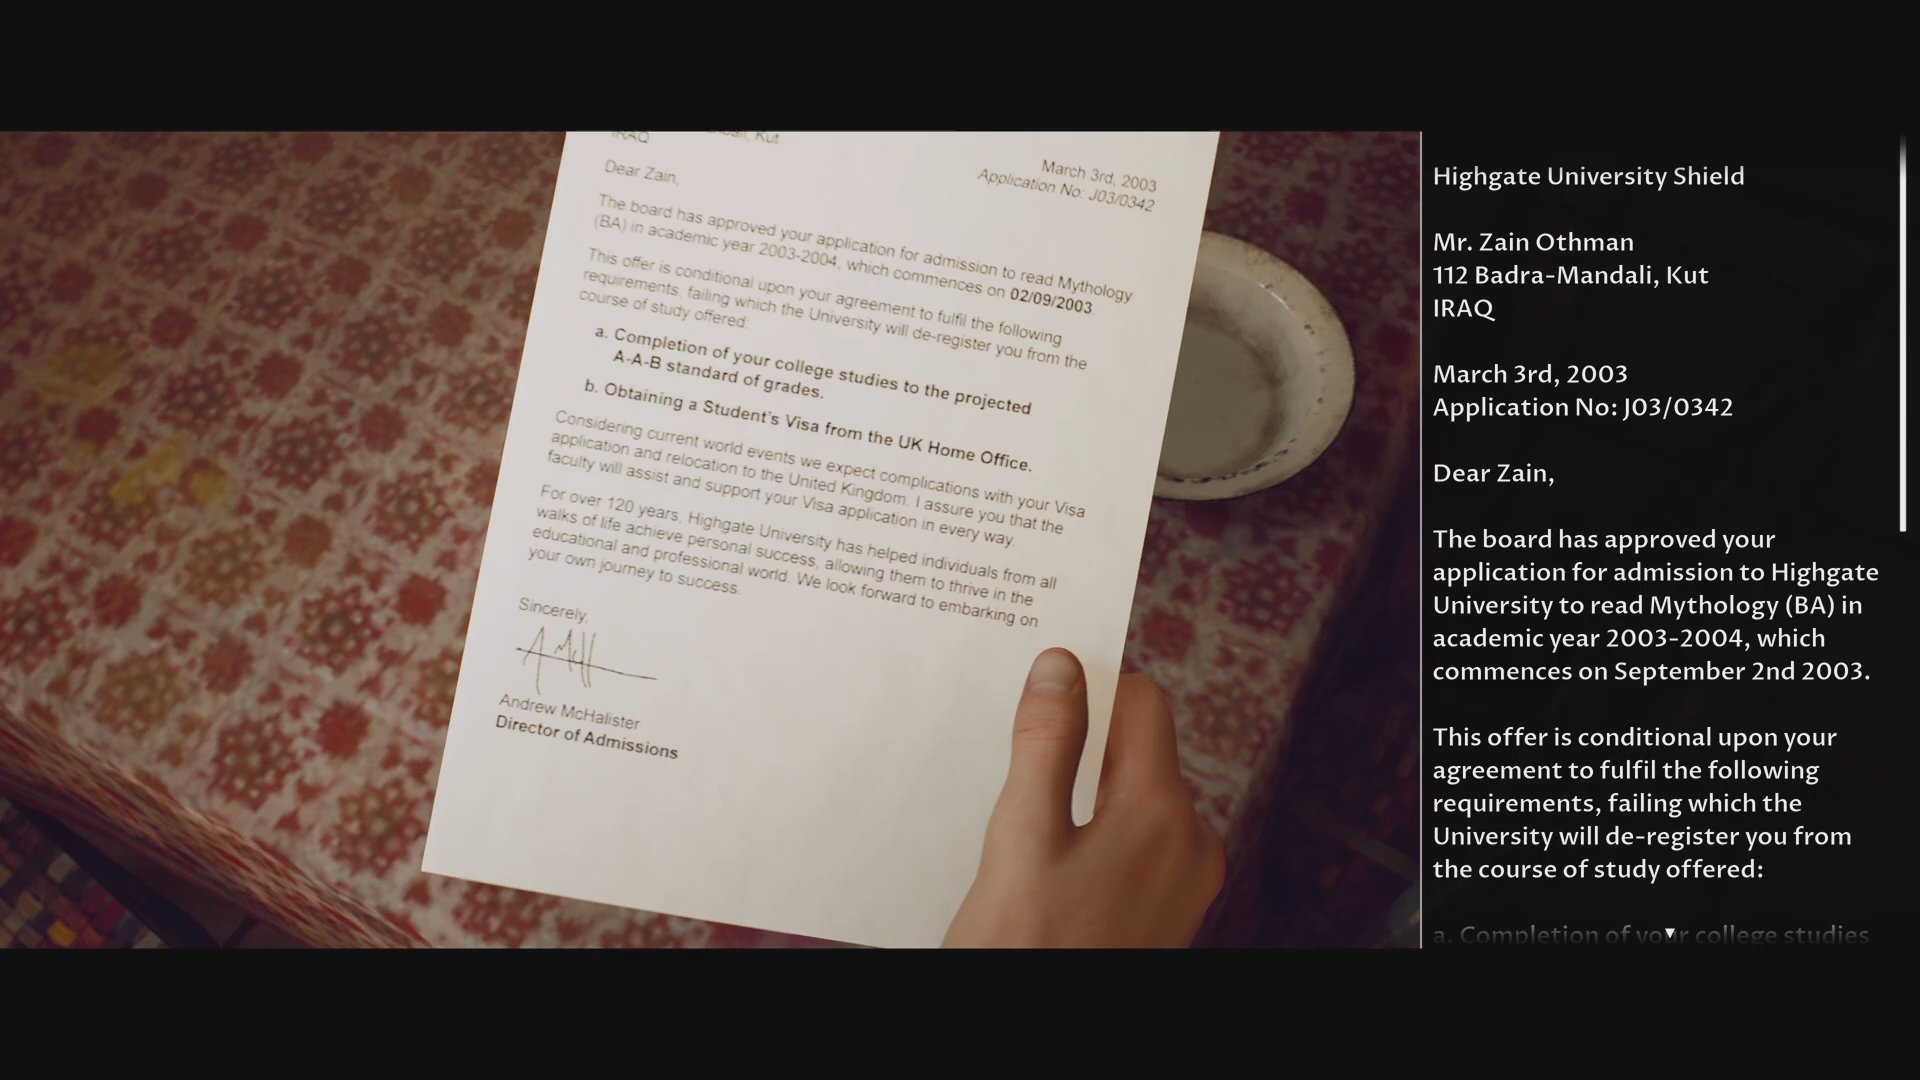 IRAQ
Kut
March 3rd, 2003
Application No: J03/0342
Dear Zain,
The board has approved your application for admission to read Mythology
(BA) in academic year 2003-2004, which commences on 02/09/2003.
This offer is conditional upon your agreement to fulfil the following
requirements, failing which the University will de-register you from the
course of study offered:
a. Completion of your college studies to the projected
A-A-B standard of grades.
b. Obtaining a Student's Visa from the UK Home Office.
Considering current world events we expect complications with your Visa
application and relocation to the United Kingdom. I assure you that the
faculty will assist and support your Visa application in every way.
For over 120 years, Highgate University has helped individuals from all
walks of life achieve personal success, allowing them to thrive in the
educational and professional world. We look forward to embarking on
your own journey to success.
Sincerely,
Andrew McHalister
Director of Admissions
Highgate University Shield
Mr. Zain Othman
112 Badra-Mandali, Kut
IRAQ
March 3rd, 2003
Application No: J03/0342
Dear Zain,
The board has approved your
application for admission to Highgate
University to read Mythology (BA) in
academic year 2003-2004, which
commences on September 2nd 2003.
This offer is conditional upon your
agreement to fulfil the following
requirements, failing which the
University will de-register you from
the course of study offered:
a. Completion of your college studies